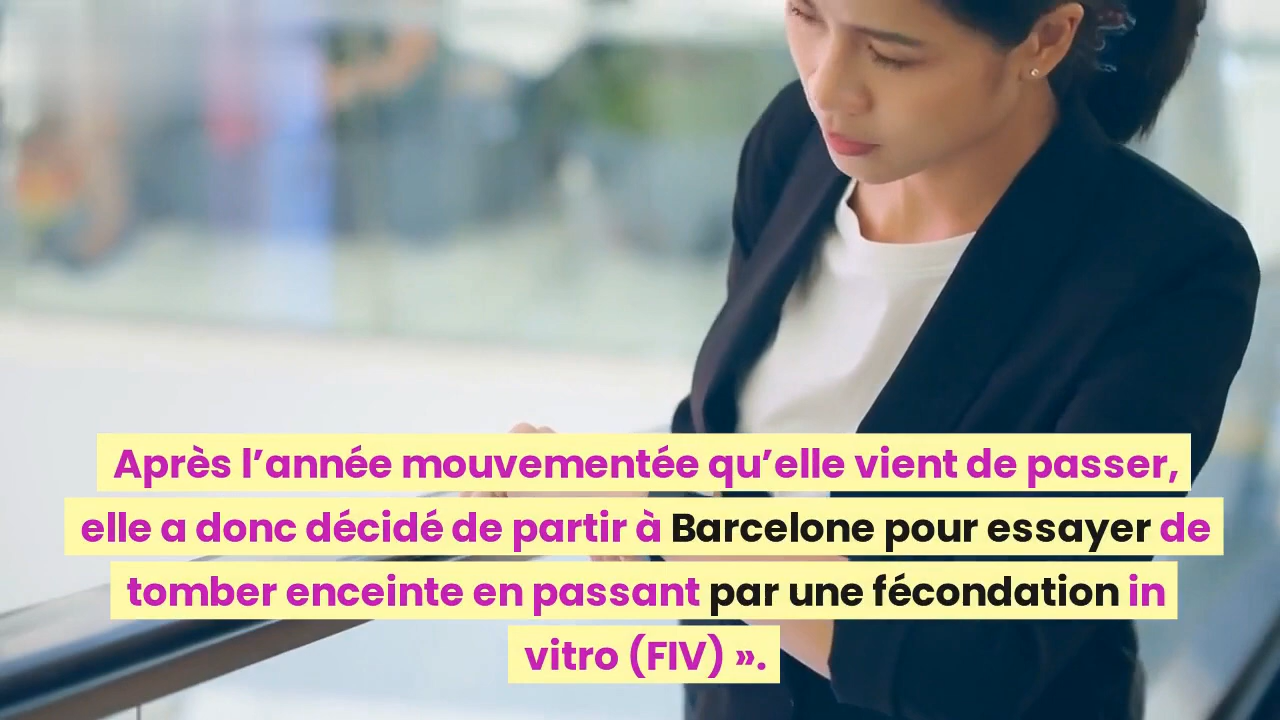 Après l’année mouvementée qu’elle vient de passer,
elle a donc décidé de partir à Barcelone pour essayer de
tomber enceinte en passant par une fécondation in
vitro (FIV) ».